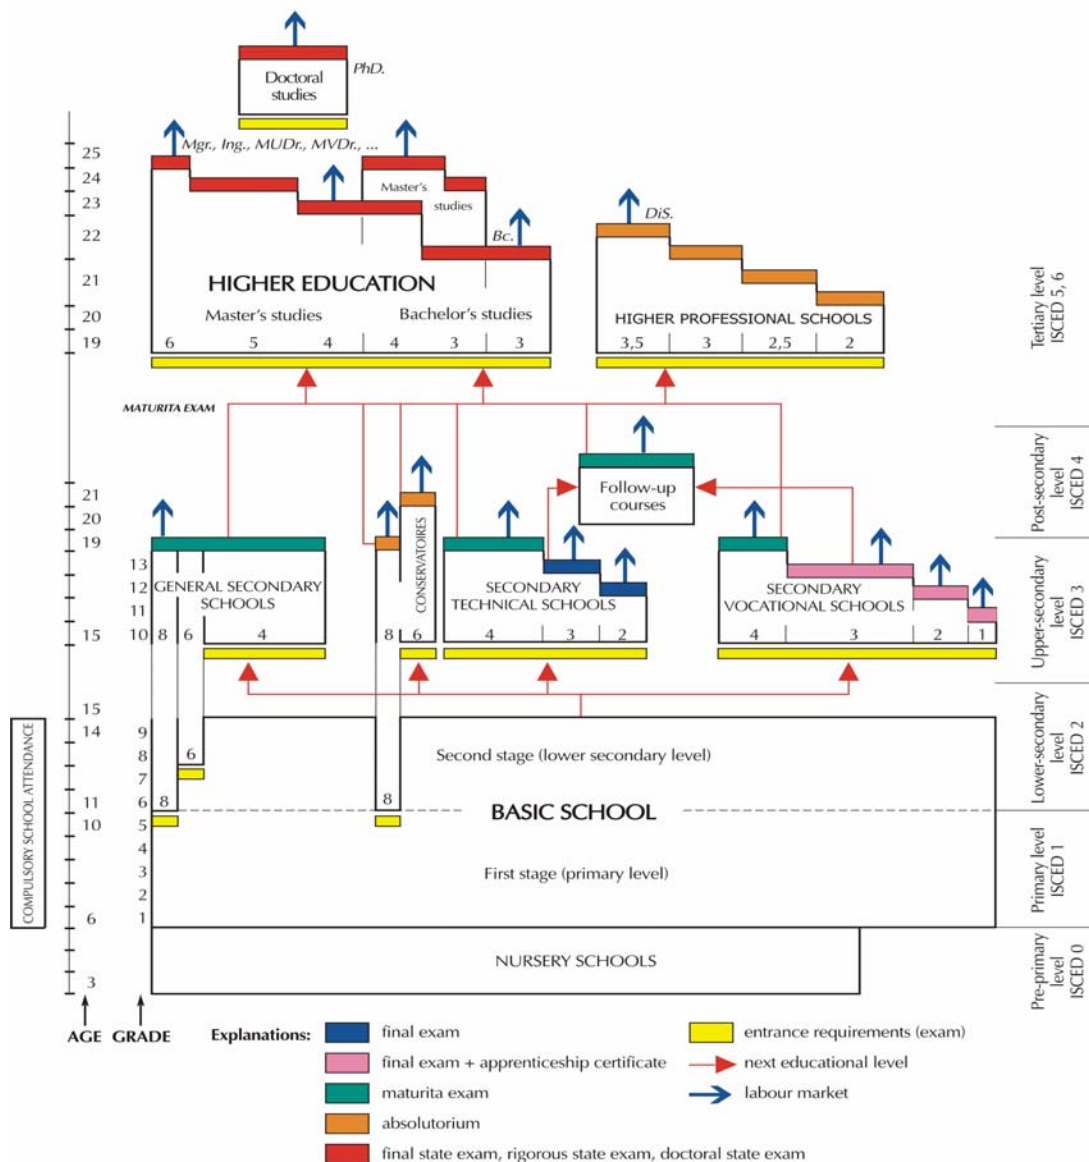 PhD.
Doctoral
studies
Mgr., Ing., MUDr., MVDr., ...
25
24
23
22
21
20
19
Master's
studies
Bc.
DiS.
HIGHER EDUCATION
Master's studies
Bachelor's studies
6 5 4 4 3 3
HIGHER PROFESSIONAL SCHOOLS
3,5 3 2,5 2
Tertiary level
ISCED 5, 6
MATURITA EXAM
Follow-up
courses
Post-secondary
level
ISCED 4
21
20
19
15
13
12
11
10
GENERAL SECONDARY
SCHOOLS
8 6 4
CONSERVATOIRES
8 6
SECONDARY
TECHNICAL SCHOOLS
4 3 2
SECONDARY
VOCATIONAL SCHOOLS
4 3 2 1
Upper-secondary
level
ISCED 3
COMPULSORY SCHOOL ATTENDANCE
15
14
11
10
6
3
9
8
7
6
5
4
3
2
1
6
8
8
Second stage (lower secondary level)
BASIC SCHOOL
First stage (primary level)
Lower-secondary
level
ISCED 2
Primary level
ISCED 1
NURSERY SCHOOLS
Pre-primary
level
ISCED 0
AGE GRADE
Explanations:
final exam
final exam + apprenticeship certificate
maturita exam
absolutorium
final state exam, rigorous state exam, doctoral state exam
entrance requirements (exam)
next educational level
labour market